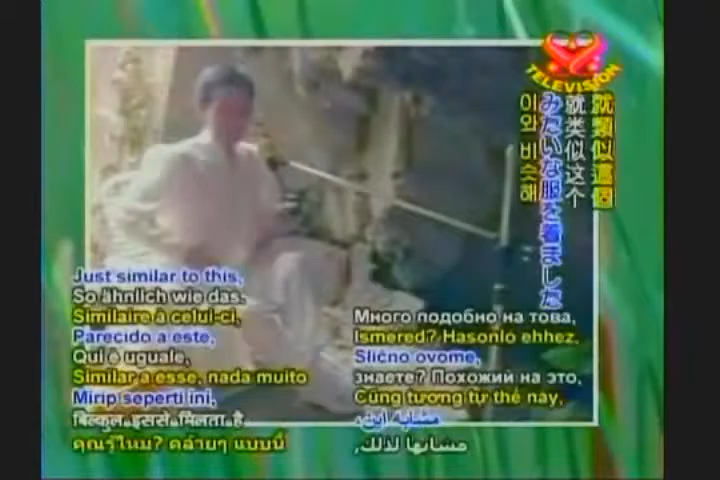 TELEVISION
就類似這個
就类似这个
みたいな服を着ました
이와 비슷해
Just similar to this,
So ähnlich wie das.
Similaire à celui-ci,
Parecido a este,
Qui è uguale,
Similar a esse, nada muito
Mirip seperti ini,
बिल्कुल इससे मिलता है
คุณรู้ไหม? คล้ายๆ แบบนี้
Много подобно на това,
Ismered? Hasonló ehhez,
Slično ovome,
знаете? Похожий на это,
Cũng tương tự thế này,
مشابه این،
مشابها لذلك,